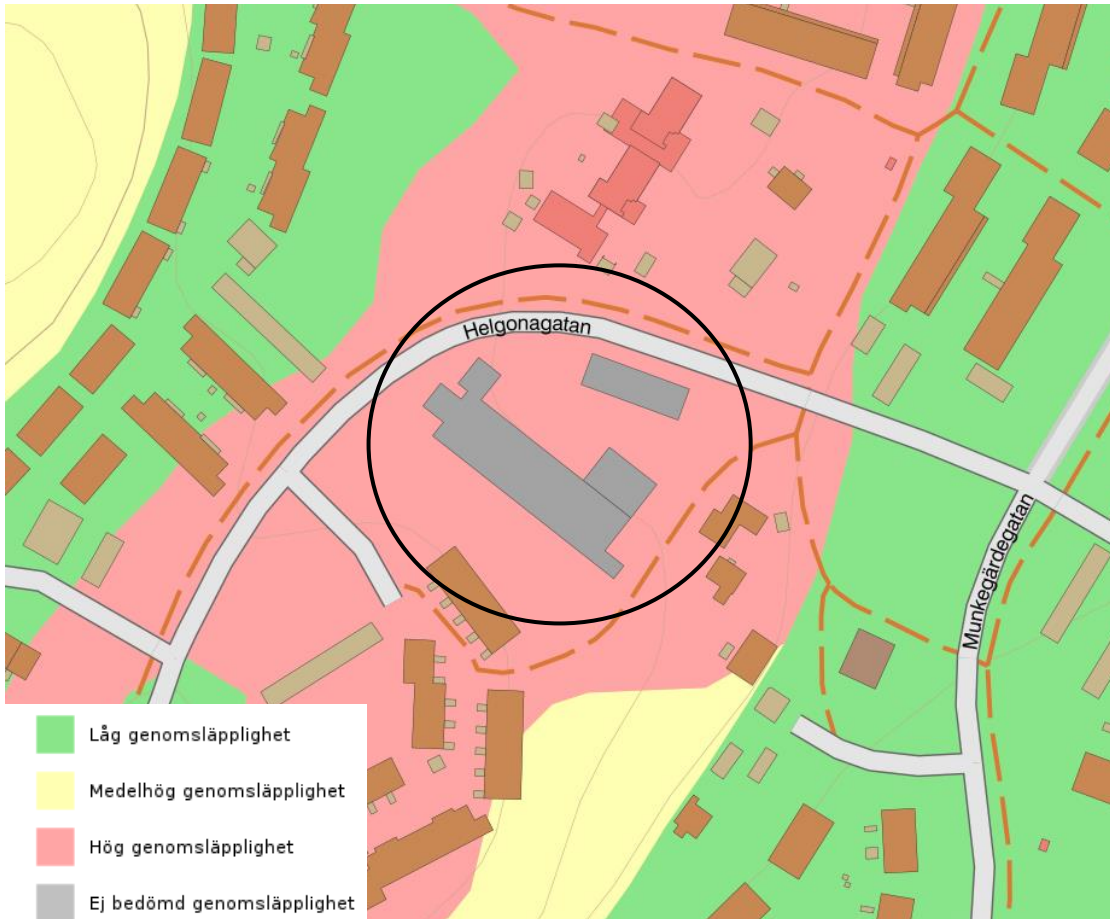 Helgonagatan
Munkegärdegatan
Låg genomsläpplighet
Medelhög genomsläpplighet
Hög genomsläpplighet
Ej bedömd genomsläpplighet